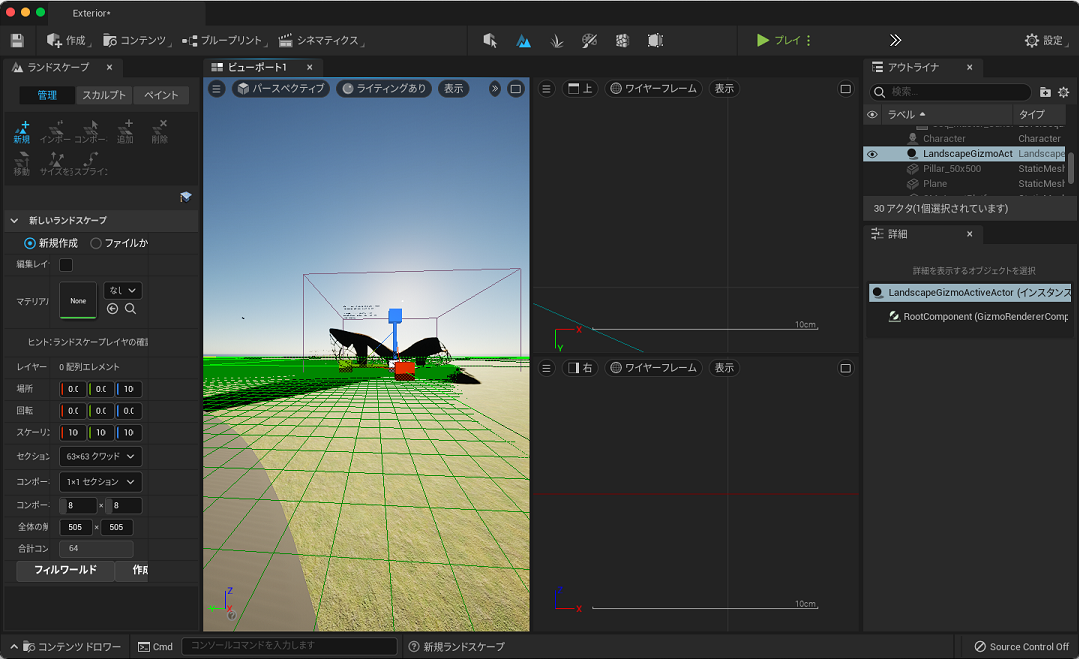 Exterior*
作成
コンテンツ
ブループリント
シネマティクス
プレイ
設定
ランドスケープ
ビューポート1
アウトライナ
管理
スカルプト
ペイント
パースペクティブ
ライティングあり
表示
上
ワイヤーフレーム
表示
検索...
ラベル
タイプ
新規
インポー
コンポー
追加
削除
移動
サイズを
スプライン
Character
Character
LandscapeGizmoAct
Landscape
Pillar_50x500
StaticMesh
Plane
StaticMesh
30 アクタ(1個選択されています)
新しいランドスケープ
新規作成
ファイルか
編集レイ
マテリアル
None
なし
詳細
詳細を表示するオブジェクトを選択
LandscapeGizmoActiveActor (インスタンス
RootComponent (GizmoRendererComp
ヒント:ランドスケープレイヤの確認
レイヤー
0 配列エレメント
場所
0.0
0.0
10
回転
0.0
0.0
0.0
スケーリン
10
10
10
セクション
63×63 クワッド
コンポー
1×1 セクション
コンポー
8 × 8
全体の解
505 × 505
合計コン
64
フィルワールド
作成
10cm
X
Y
右
ワイヤーフレーム
表示
10cm
Z
X
Z
Y
X
コンテンツ ドロワー
Cmd
コンソールコマンドを入力します
新規ランドスケープ
Source Control Off